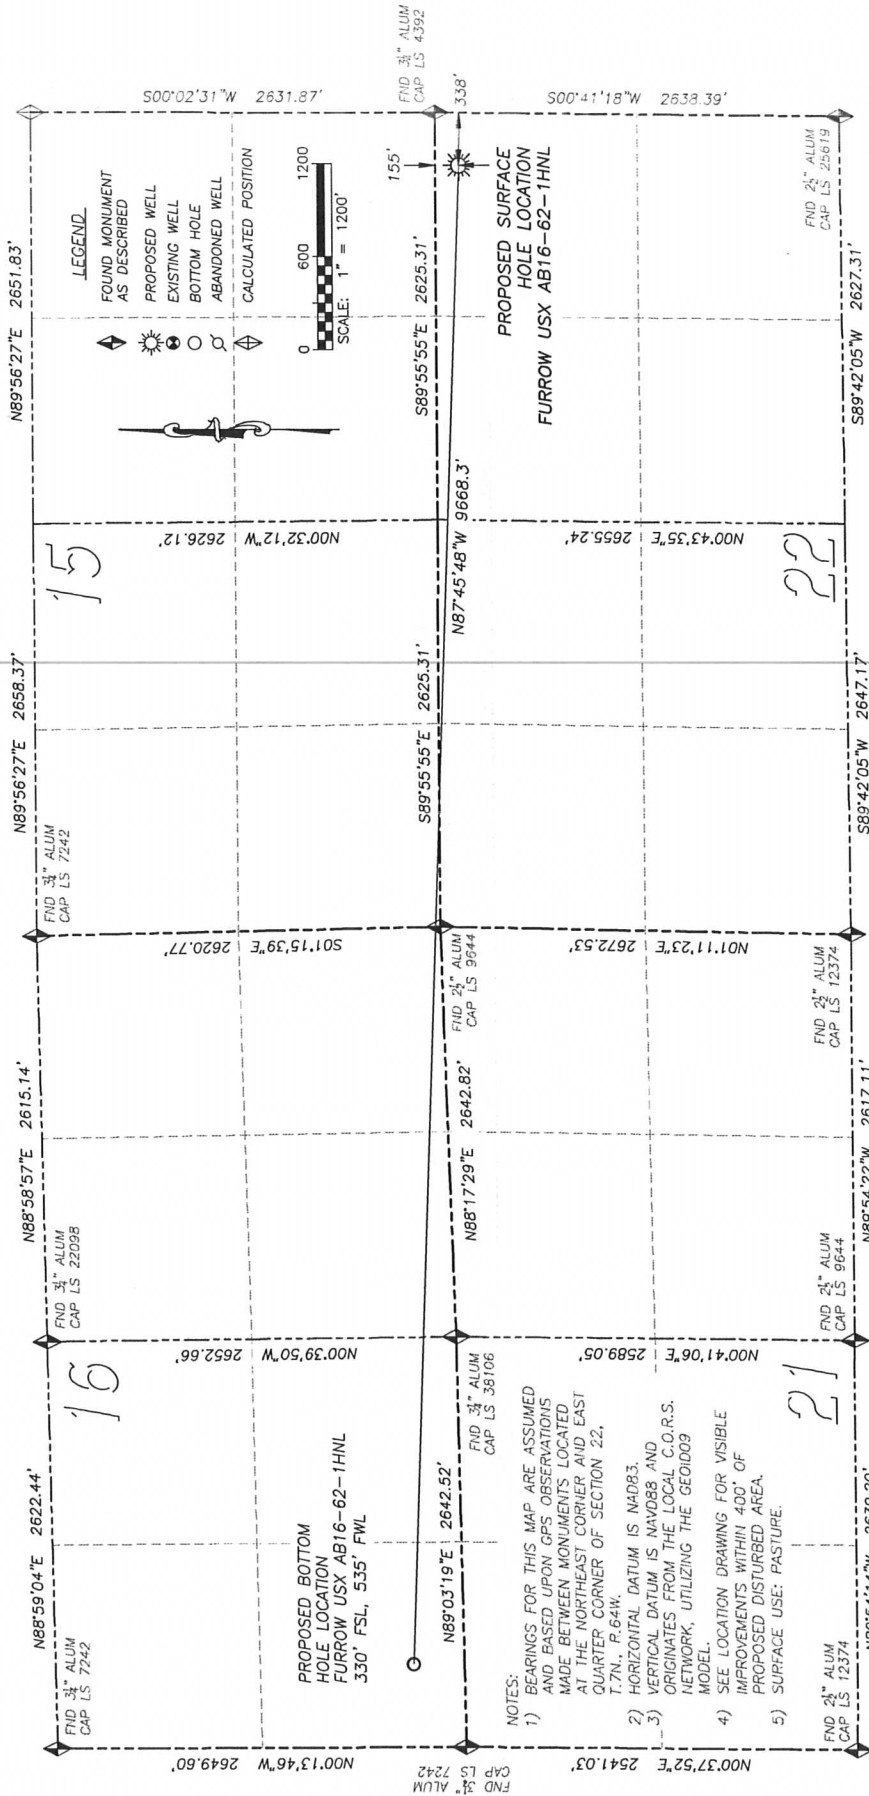 FND 3¼" ALUM
CAP LS 7242
N88°59'04"E 2622.44'
FND 3¼" ALUM
CAP LS 22098
N88°58'57"E 2615.14'
FND 3¼" ALUM
CAP LS 7242
N89°56'27"E 2658.37'
N89°56'27"E 2651.83'
16
15
LEGEND
FOUND MONUMENT
AS DESCRIBED
PROPOSED WELL
EXISTING WELL
BOTTOM HOLE
ABANDONED WELL
CALCULATED POSITION
0 600 1200
SCALE: 1" = 1200'
N00°13'46"W 2649.60'
N00°39'50"W 2652.66'
S01°15'39"E 2620.77'
N00°32'12"W 2626.12'
S00°02'31"W 2631.87'
PROPOSED BOTTOM
HOLE LOCATION
FURROW USX AB16-62-1HNL
330' FSL, 535' FWL
FND 3¼" ALUM
CAP LS 7242
N89°03'19"E 2642.52'
FND 3¼" ALUM
CAP LS 38106
N88°17'29"E 2642.82'
FND 2½" ALUM
CAP LS 9644
S89°55'55"E 2625.31'
S89°55'55"E 2625.31'
FND 3¼" ALUM
CAP LS 4392
155'
338'
N87°45'48"W 9668.3'
PROPOSED SURFACE
HOLE LOCATION
FURROW USX AB16-62-1HNL
NOTES:
1) BEARINGS FOR THIS MAP ARE ASSUMED
AND BASED UPON GPS OBSERVATIONS
MADE BETWEEN MONUMENTS LOCATED
AT THE NORTHEAST CORNER AND EAST
QUARTER CORNER OF SECTION 22,
T.7N., R.64W.
2) HORIZONTAL DATUM IS NAD83.
3) VERTICAL DATUM IS NAVD88 AND
ORIGINATES FROM THE LOCAL C.O.R.S.
NETWORK, UTILIZING THE GEOID09
MODEL.
4) SEE LOCATION DRAWING FOR VISIBLE
IMPROVEMENTS WITHIN 400' OF
PROPOSED DISTURBED AREA.
5) SURFACE USE: PASTURE.
N00°37'52"E 2541.03'
N00°41'06"E 2589.05'
N01°11'23"E 2672.53'
N00°43'35"E 2655.24'
S00°41'18"W 2638.39'
21
22
FND 2½" ALUM
CAP LS 12374
FND 2½" ALUM
CAP LS 9644
N89°54'22"W 2617.11'
FND 2½" ALUM
CAP LS 12374
S89°42'05"W 2647.17'
S89°42'05"W 2627.31'
FND 2½" ALUM
CAP LS 25619